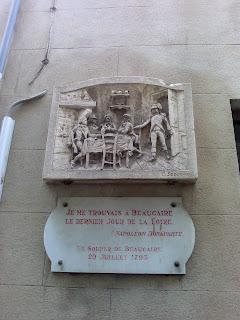 Je me trouvais à Beaucaire
le dernier jour de la Foire.
Napoléon Bonaparte
Le Souper de Beaucaire
29 Juillet 1793